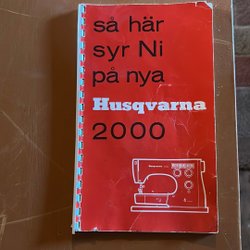 så här
syr Ni
på nya
Husqvarna
2000